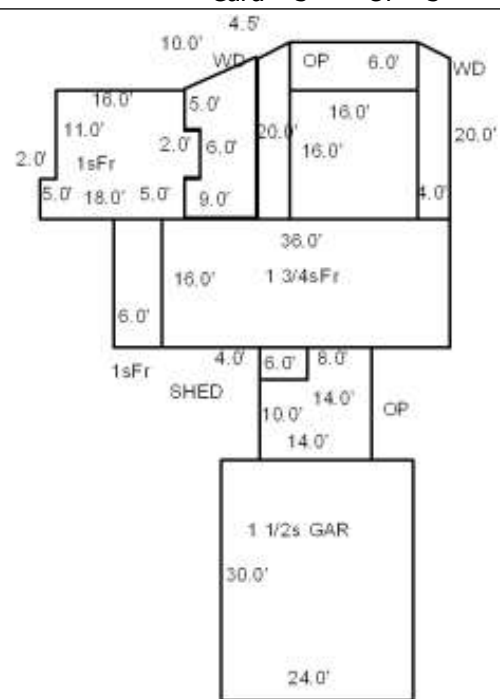 4.5'
10.0'
WD OP 6.0' WD
16.0' 5.0' 16.0'
11.0' 2.0' 6.0' 20.0' 16.0' 20.0'
2.0' 1sFr
5.0' 18.0' 5.0' 9.0' 4.0'
36.0'
16.0' 1 3/4sFr
6.0'
1sFr 4.0' 6.0' 8.0'
SHED 14.0'
10.0' OP
14.0'
1 1/2s GAR
30.0'
24.0'